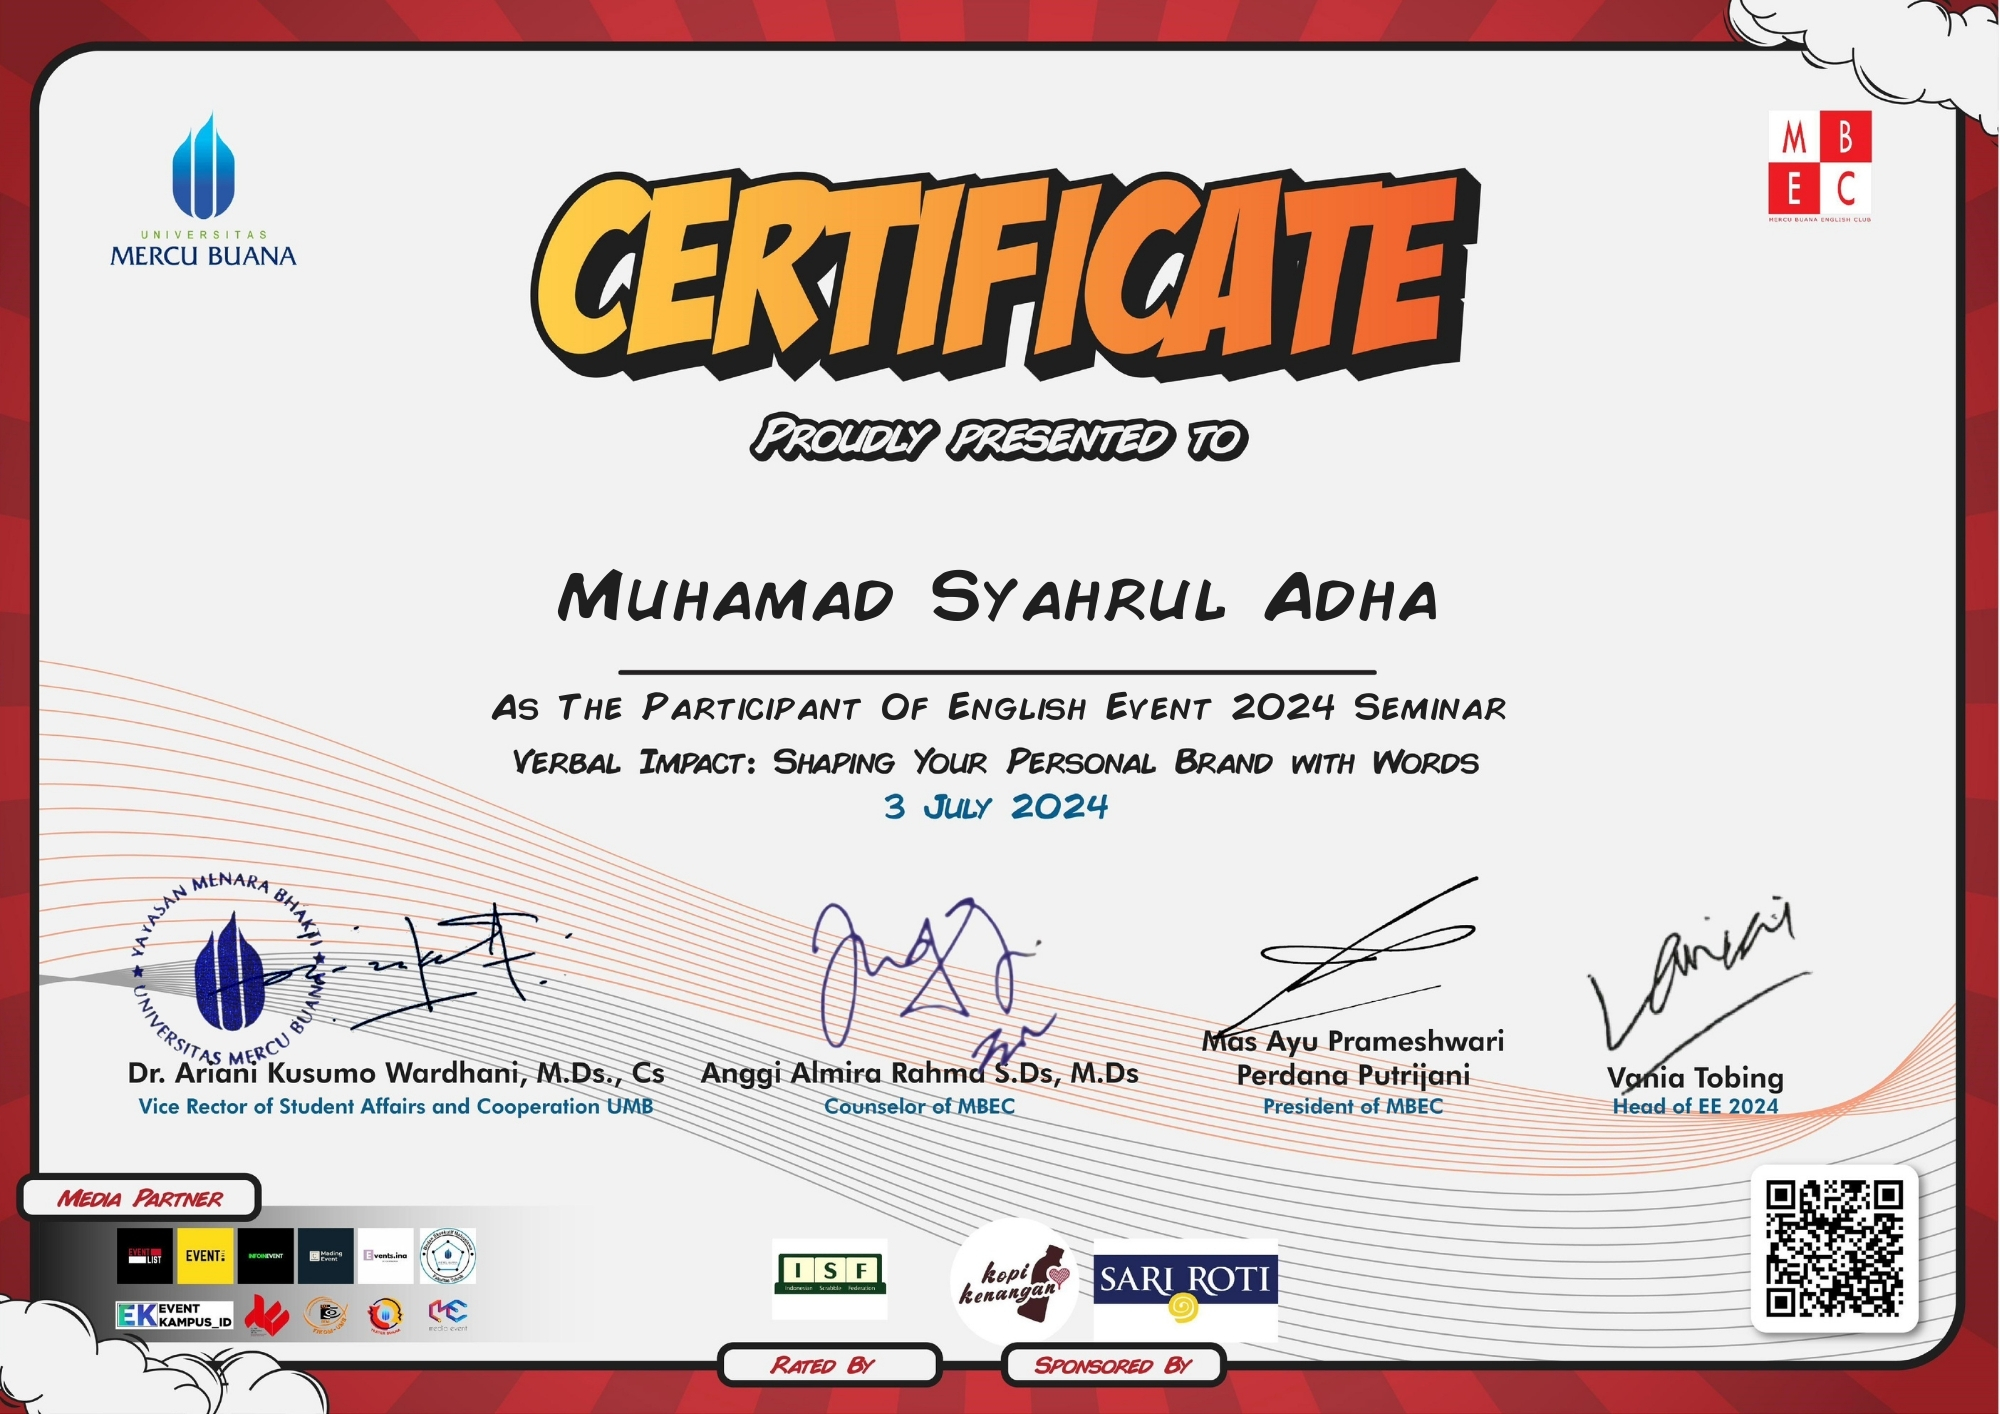 UNIVERSITAS
MERCU BUANA
M B
E C
MERCU BUANA ENGLISH CLUB
CERTIFICATE
PROUDLY PRESENTED TO
MUHAMAD SYAHRUL ADHA
AS THE PARTICIPANT OF ENGLISH EVENT 2024 SEMINAR
VERBAL IMPACT: SHAPING YOUR PERSONAL BRAND WITH WORDS
3 JULY 2024
YAYASAN MENARA BHAKTI
UNIVERSITAS MERCU BUANA
Dr. Ariani Kusumo Wardhani, M.Ds., Cs
Vice Rector of Student Affairs and Cooperation UMB
Anggi Almira Rahma S.Ds, M.Ds
Counselor of MBEC
Mas Ayu Prameshwari
Perdana Putrijani
President of MBEC
Vania Tobing
Head of EE 2024
MEDIA PARTNER
EVENT
LIST
EVENT
INFOINEVENT
Mading
Event
Events.ina
EK EVENT
KAMPUS_ID
media event
ISF
Indonesian Scrabble Federation
kopi
kenangan
SARI ROTI
RATED BY
SPONSORED BY